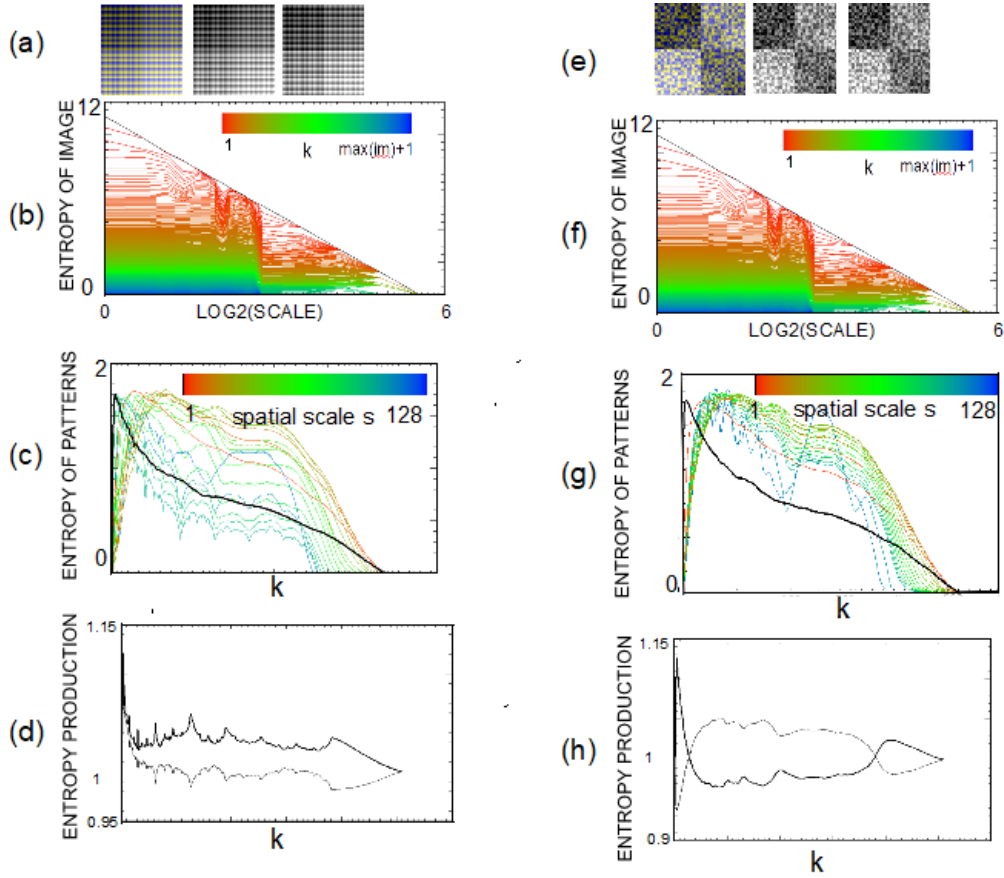 (a)
12
ENTROPY OF IMAGE
1
k
max(im)+1
(b)
0
0
LOG2(SCALE)
6
2
ENTROPY OF PATTERNS
1
spatial scale s
128
(c)
0
k
1.15
ENTROPY PRODUCTION
(d)
1
0.95
k
(e)
12
ENTROPY OF IMAGE
1
k
max(im)+1
(f)
0
0
LOG2(SCALE)
6
2
ENTROPY OF PATTERNS
1
spatial scale s
128
(g)
0
k
1.15
ENTROPY PRODUCTION
(h)
1
0.9
k